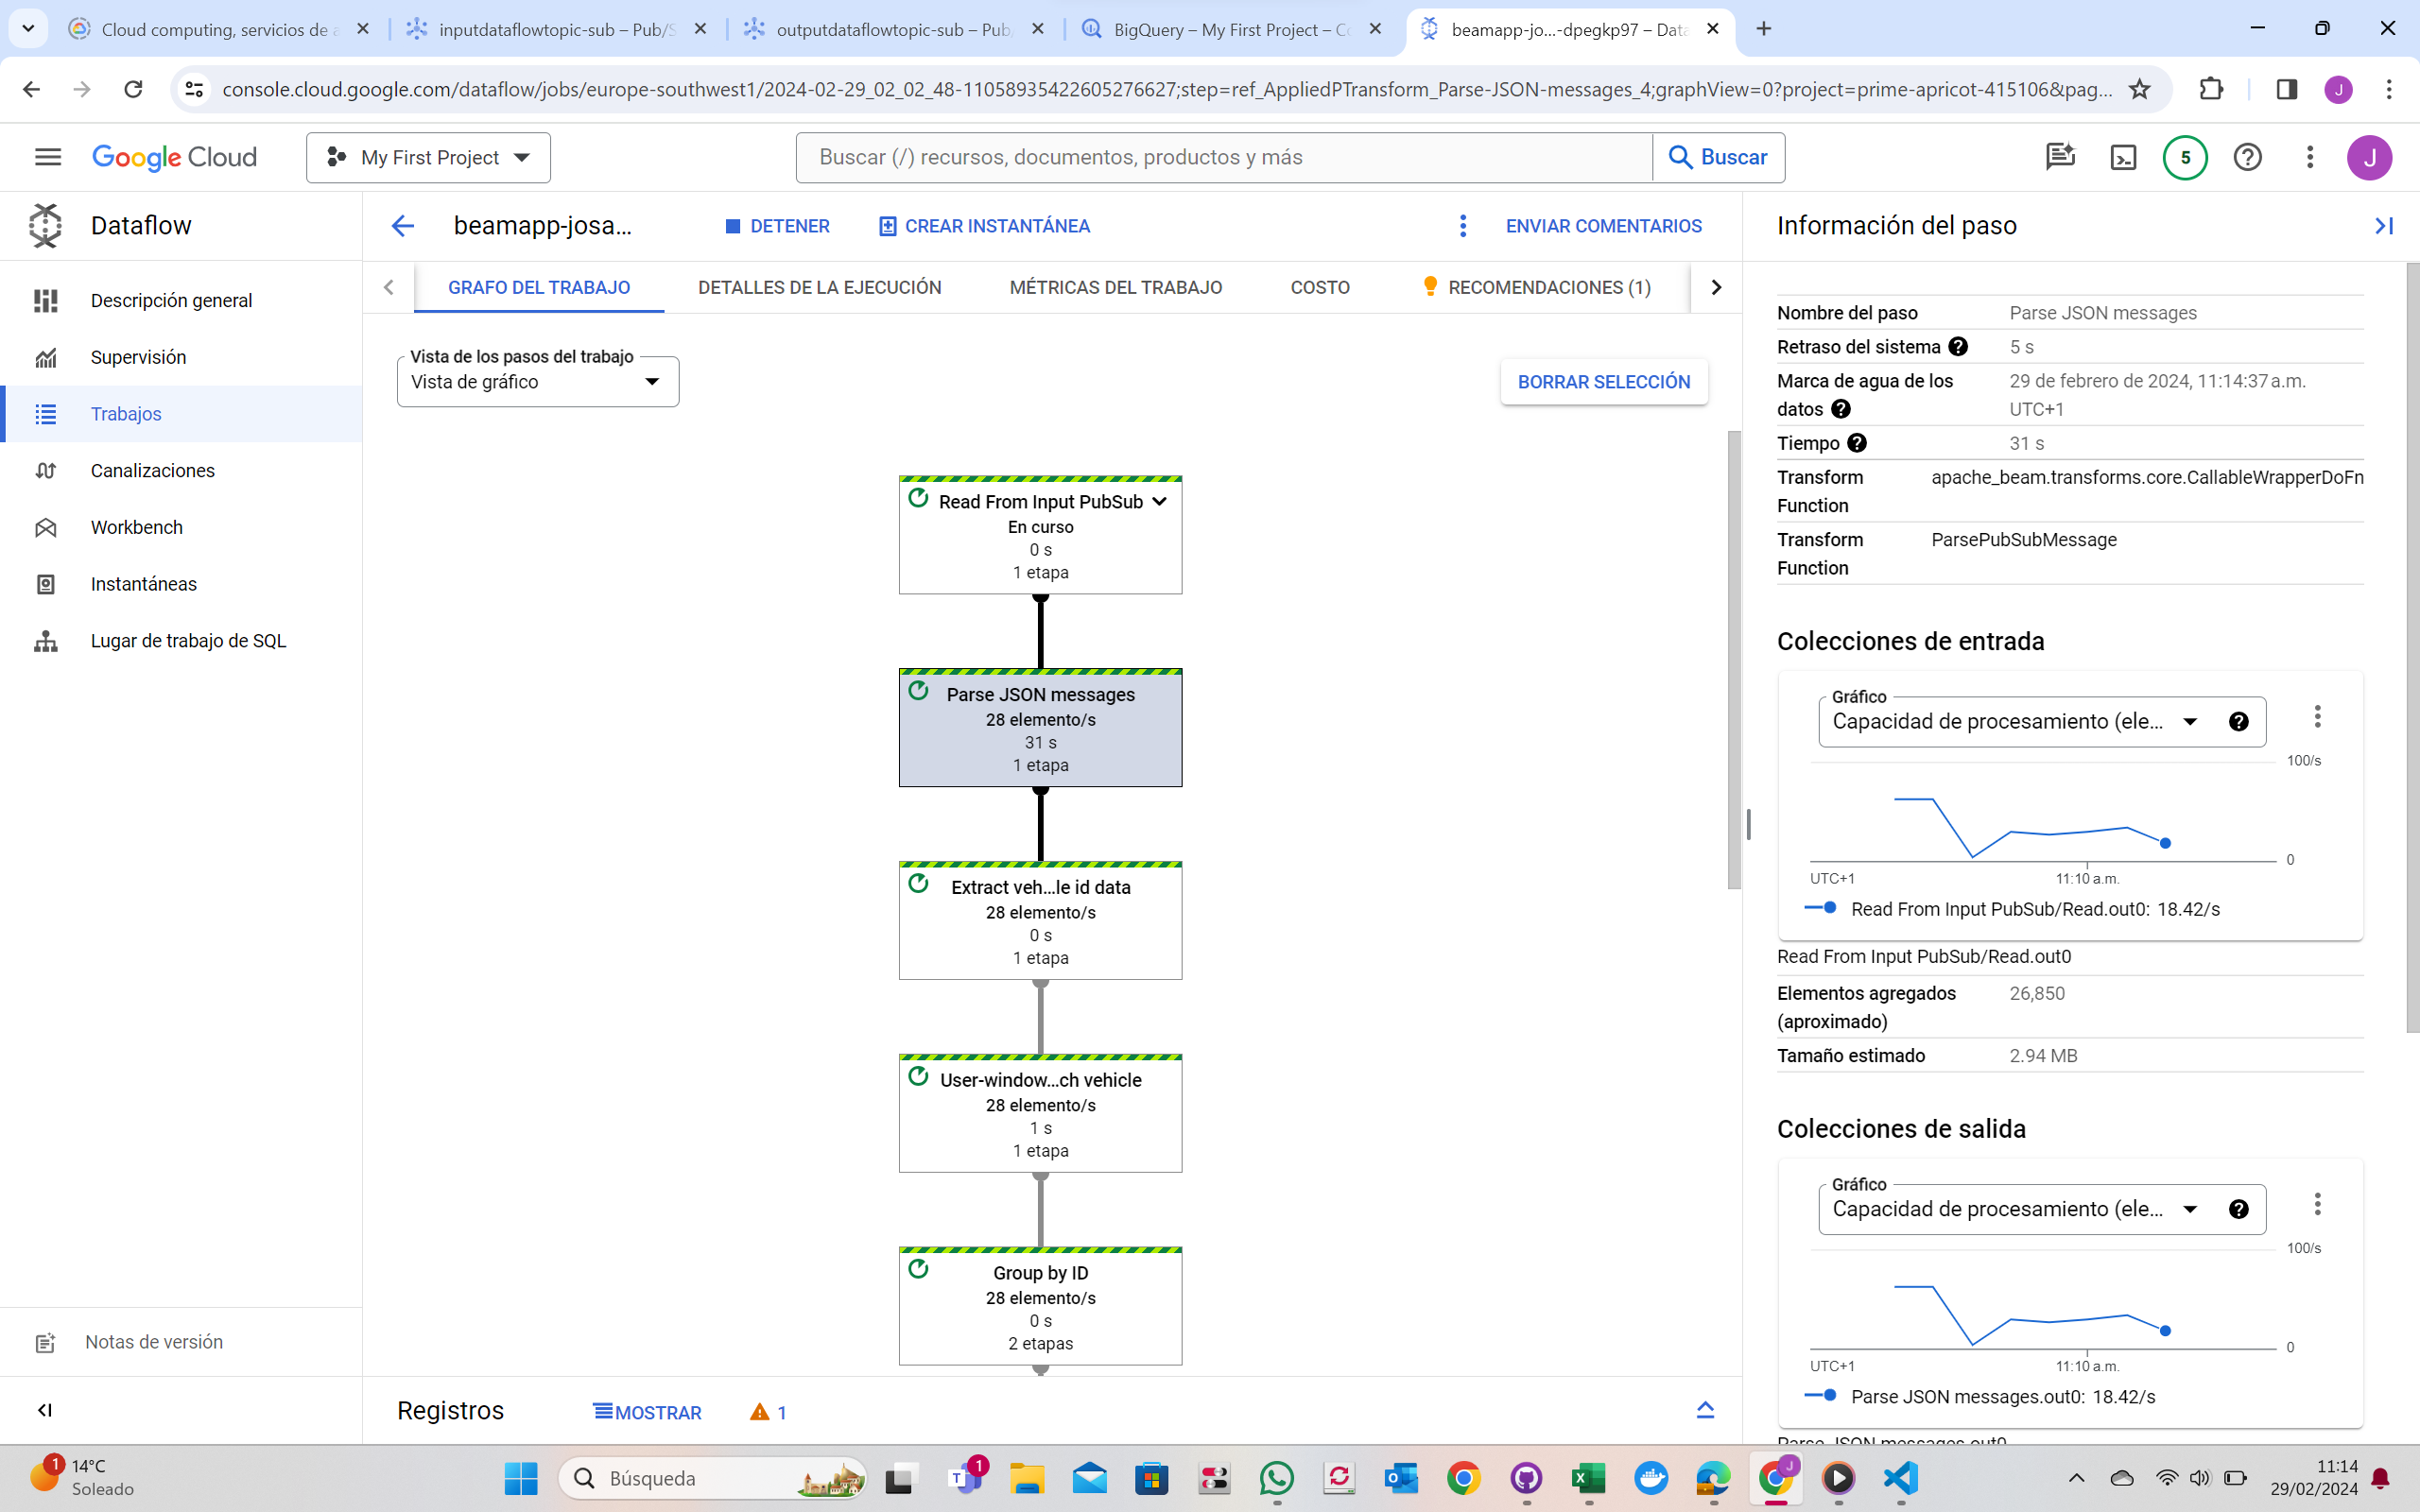 Cloud computing, servicios de a
inputdataflowtopic-sub – Pub/S
outputdataflowtopic-sub – Pub/
BigQuery – My First Project – Co
beamapp-jo...-dpegkp97 – Data
console.cloud.google.com/dataflow/jobs/europe-southwest1/2024-02-29_02_02_48-11058935422605276627;step=ref_AppliedPTransform_Parse-JSON-messages_4;graphView=0?project=prime-apricot-415106&pag...
J
Google Cloud
My First Project
Buscar (/) recursos, documentos, productos y más
Buscar
5
J
Dataflow
Descripción general
Supervisión
Trabajos
Canalizaciones
Workbench
Instantáneas
Lugar de trabajo de SQL
Notas de versión
beamapp-josa...
DETENER
CREAR INSTANTÁNEA
ENVIAR COMENTARIOS
GRAFO DEL TRABAJO
DETALLES DE LA EJECUCIÓN
MÉTRICAS DEL TRABAJO
COSTO
RECOMENDACIONES (1)
Vista de los pasos del trabajo
Vista de gráfico
BORRAR SELECCIÓN
Read From Input PubSub
En curso
0 s
1 etapa
Parse JSON messages
28 elemento/s
31 s
1 etapa
Extract veh...le id data
28 elemento/s
0 s
1 etapa
User-window...ch vehicle
28 elemento/s
1 s
1 etapa
Group by ID
28 elemento/s
0 s
2 etapas
Registros
MOSTRAR
1
Información del paso
Nombre del paso
Parse JSON messages
Retraso del sistema
5 s
Marca de agua de los
datos
29 de febrero de 2024, 11:14:37 a.m.
UTC+1
Tiempo
31 s
Transform
Function
apache_beam.transforms.core.CallableWrapperDoFn
Transform
Function
ParsePubSubMessage
Colecciones de entrada
Gráfico
Capacidad de procesamiento (ele...
100/s
0
UTC+1
11:10 a.m.
Read From Input PubSub/Read.out0: 18.42/s
Read From Input PubSub/Read.out0
Elementos agregados
(aproximado)
26,850
Tamaño estimado
2.94 MB
Colecciones de salida
Gráfico
Capacidad de procesamiento (ele...
100/s
0
UTC+1
11:10 a.m.
Parse JSON messages.out0: 18.42/s
Parse JSON messages.out0
1
14°C
Soleado
Búsqueda
1
J
11:14
29/02/2024